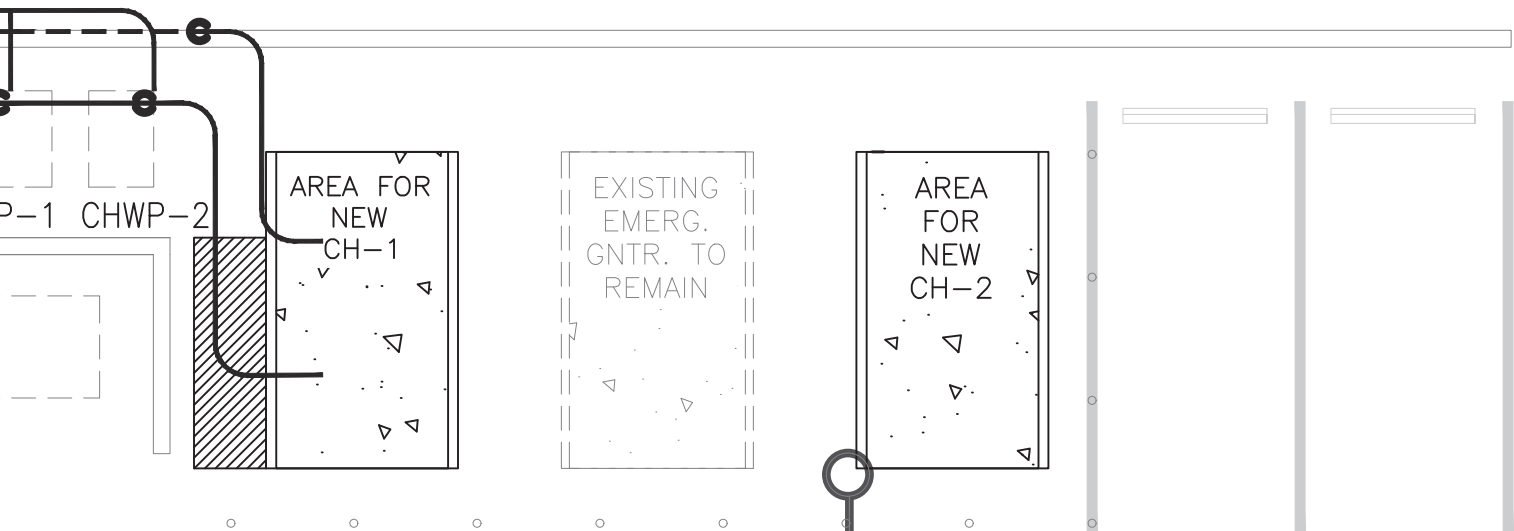 P-1 CHWP-2
AREA FOR
NEW
CH-1
EXISTING
EMERG.
GNTR. TO
REMAIN
AREA
FOR
NEW
CH-2